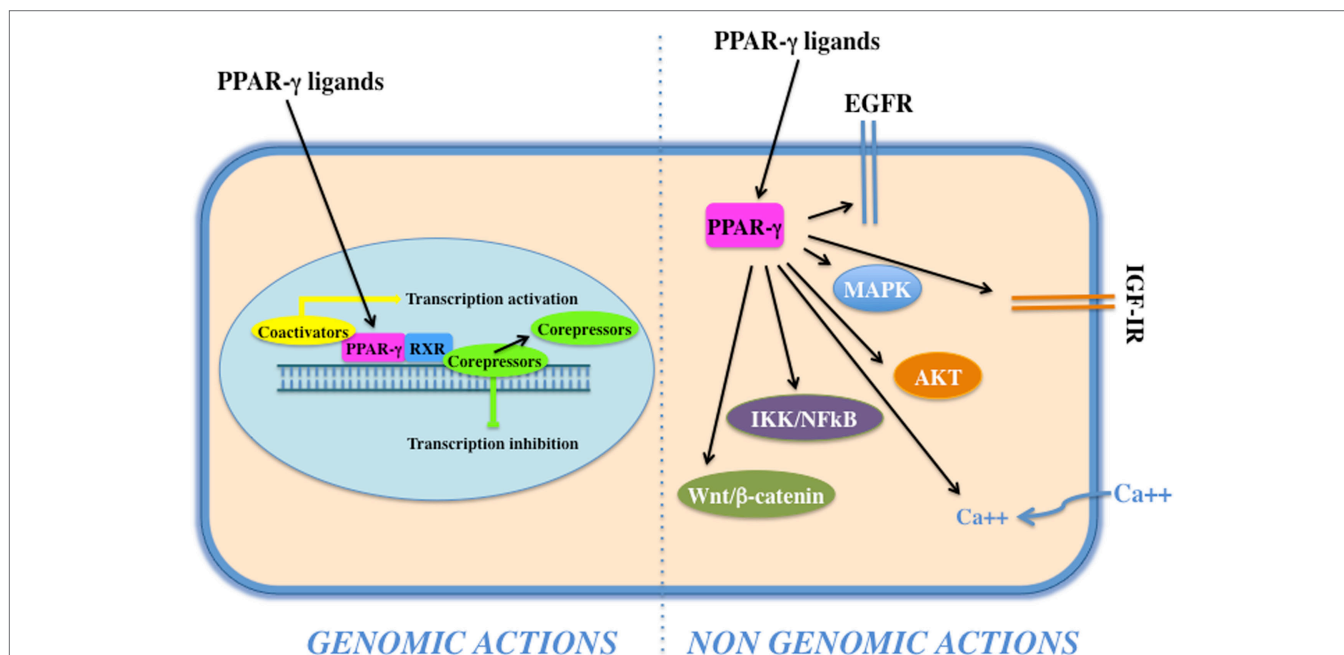 PPAR-γ ligands
Transcription activation
Coactivators
PPAR-γ
RXR
Corepressors
Corepressors
Transcription inhibition
GENOMIC ACTIONS
PPAR-γ ligands
EGFR
PPAR-γ
MAPK
IGF-IR
AKT
IKK/NFkB
Wnt/β-catenin
Ca++
Ca++
NON GENOMIC ACTIONS